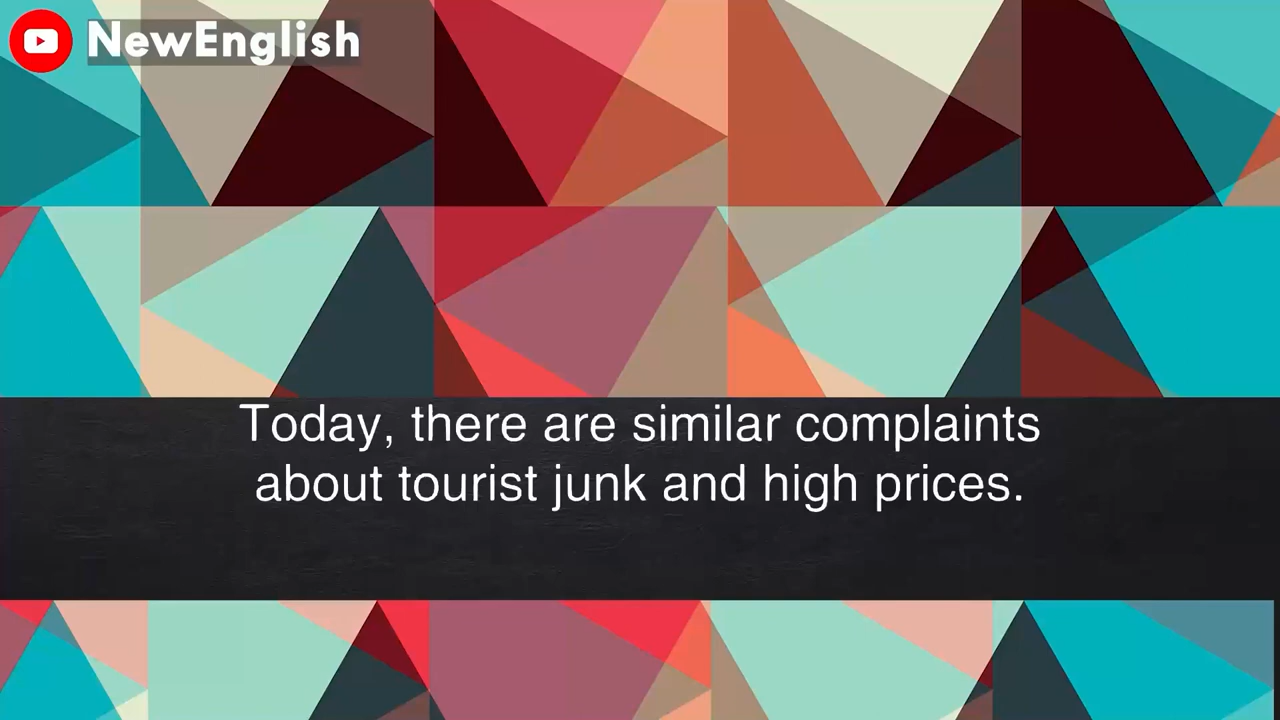 NewEnglish
Today, there are similar complaints
about tourist junk and high prices.